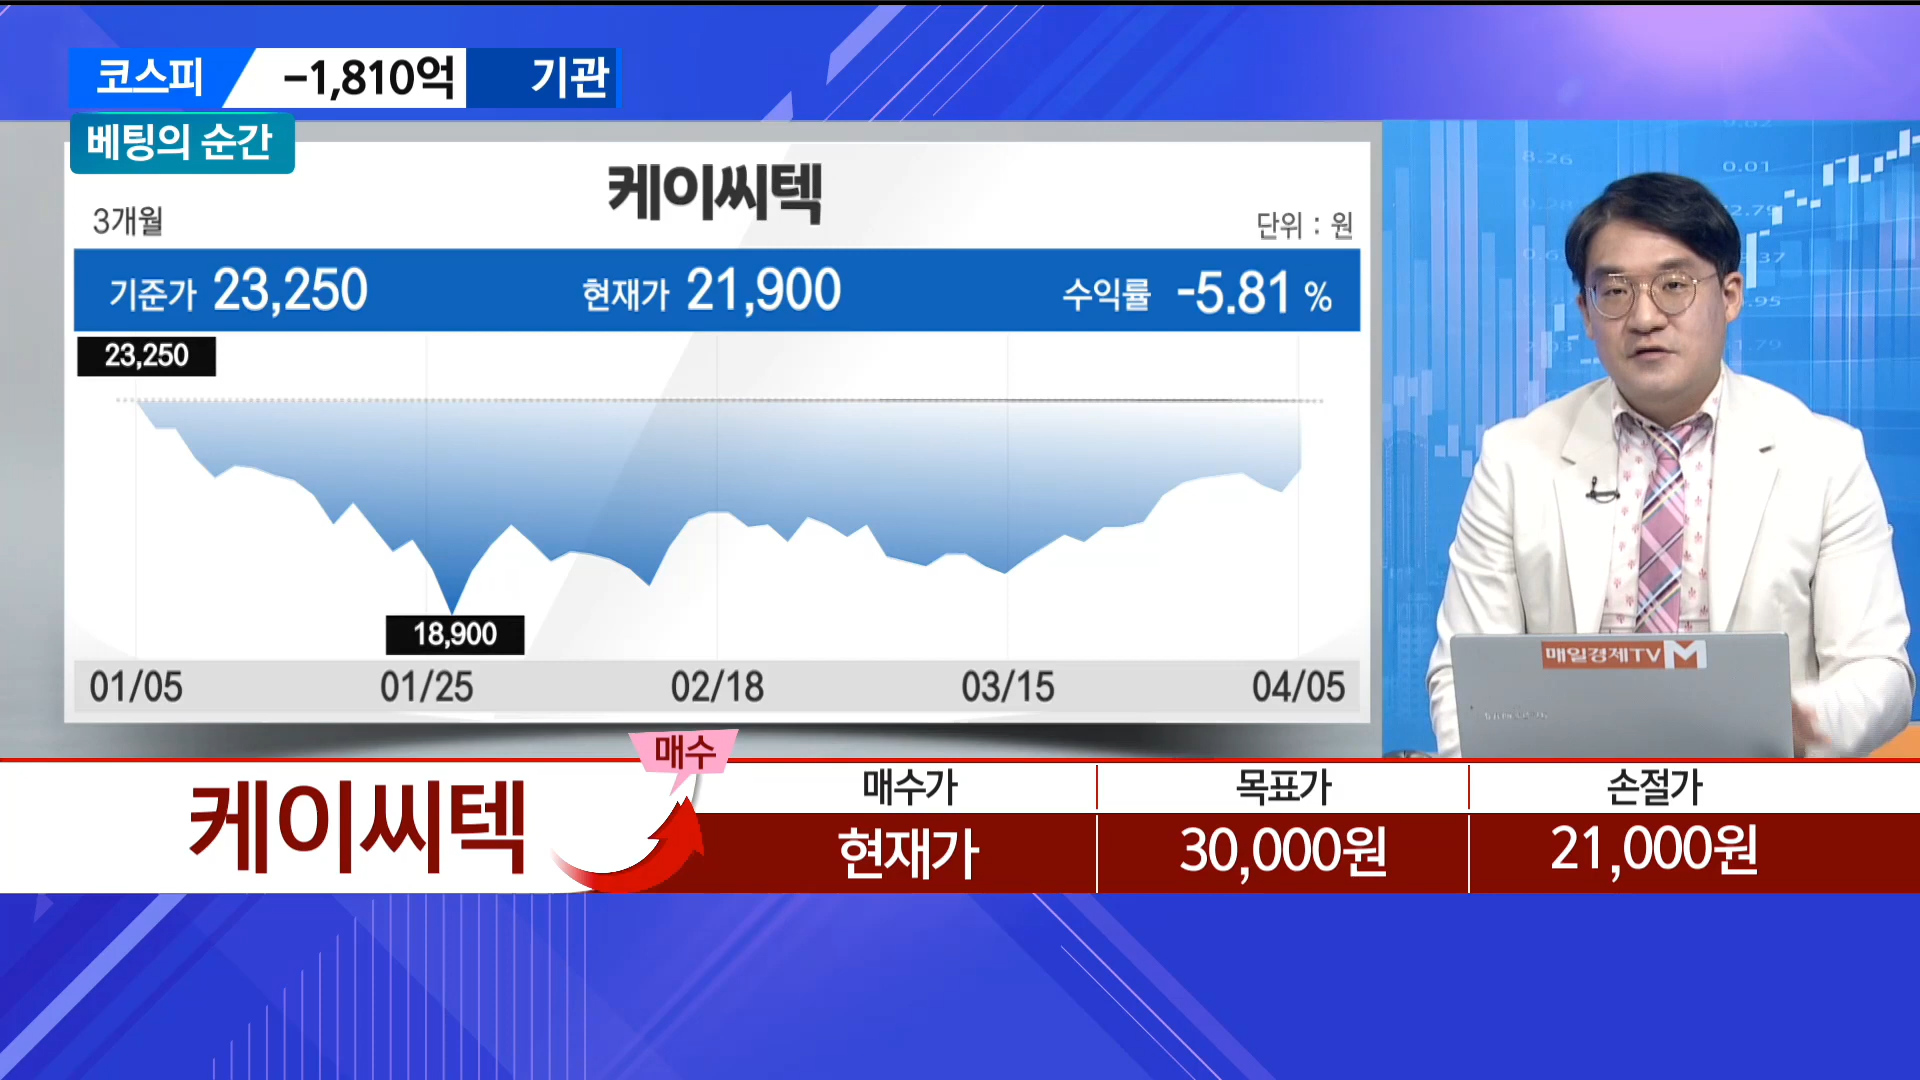 코스피 -1,810억 기관
베팅의 순간
케이씨텍
3개월
단위 : 원
기준가 23,250 현재가 21,900 수익률 -5.81 %
23,250
18,900
01/05 01/25 02/18 03/15 04/05
8.26
0.01
매일경제TV M
매수
케이씨텍
매수가 목표가 손절가
현재가 30,000원 21,000원